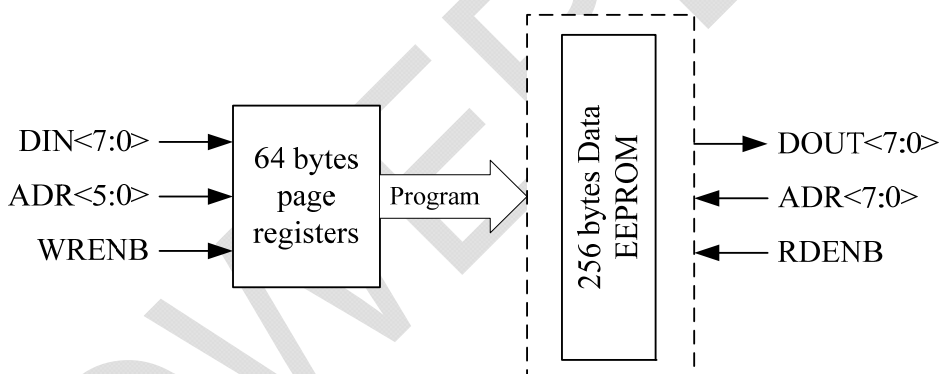 DIN<7:0>
ADR<5:0>
WRENB
64 bytes
page
registers
Program
256 bytes Data
EEPROM
DOUT<7:0>
ADR<7:0>
RDENB